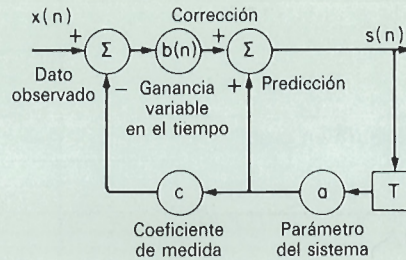 x(n)
Corrección
s(n)
+
Σ
b(n)
+
Σ
Dato
observado
−
Ganancia
variable
en el tiempo
+
Predicción
c
a
T
Coeficiente
de medida
Parámetro
del sistema